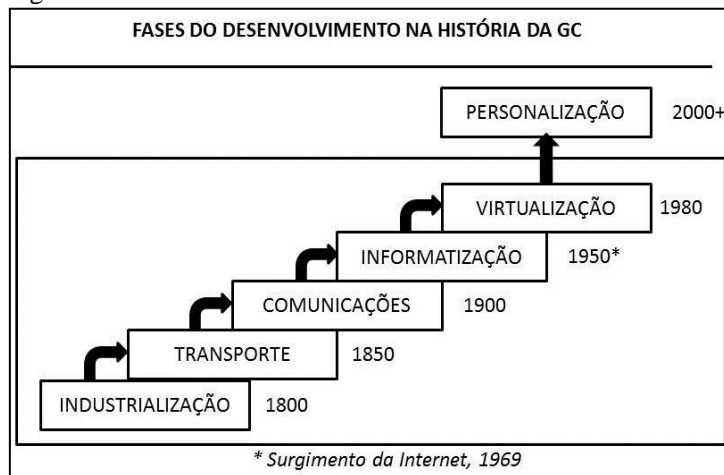 FASES DO DESENVOLVIMENTO NA HISTÓRIA DA GC
PERSONALIZAÇÃO 2000+
VIRTUALIZAÇÃO 1980
INFORMATIZAÇÃO 1950*
COMUNICAÇÕES 1900
TRANSPORTE 1850
INDUSTRIALIZAÇÃO 1800
* Surgimento da Internet, 1969